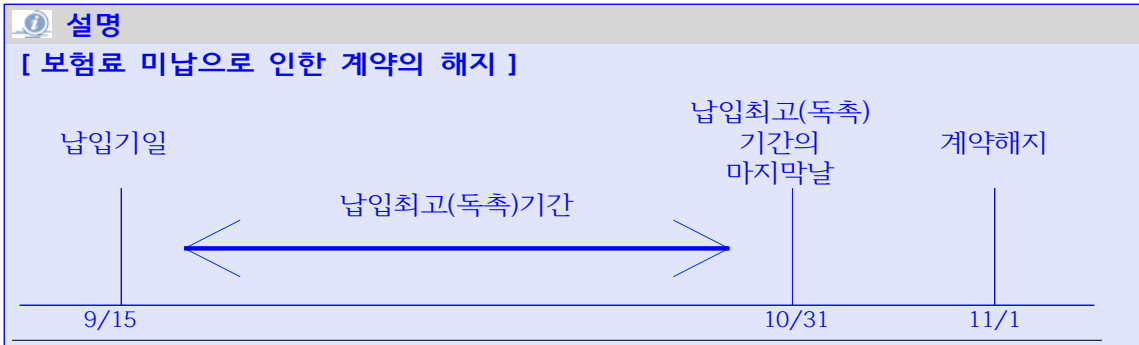 설명
[ 보험료 미납으로 인한 계약의 해지 ]
납입기일
납입최고(독촉)
기간의
마지막날
계약해지
납입최고(독촉)기간
9/15
10/31
11/1